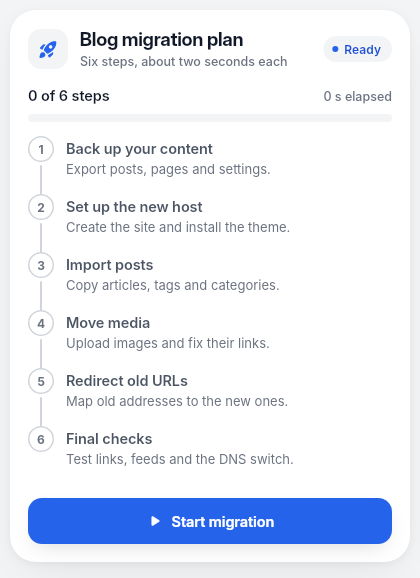 Blog migration plan
Six steps, about two seconds each
Ready
0 of 6 steps
0 s elapsed
1
Back up your content
Export posts, pages and settings.
2
Set up the new host
Create the site and install the theme.
3
Import posts
Copy articles, tags and categories.
4
Move media
Upload images and fix their links.
5
Redirect old URLs
Map old addresses to the new ones.
6
Final checks
Test links, feeds and the DNS switch.
Start migration